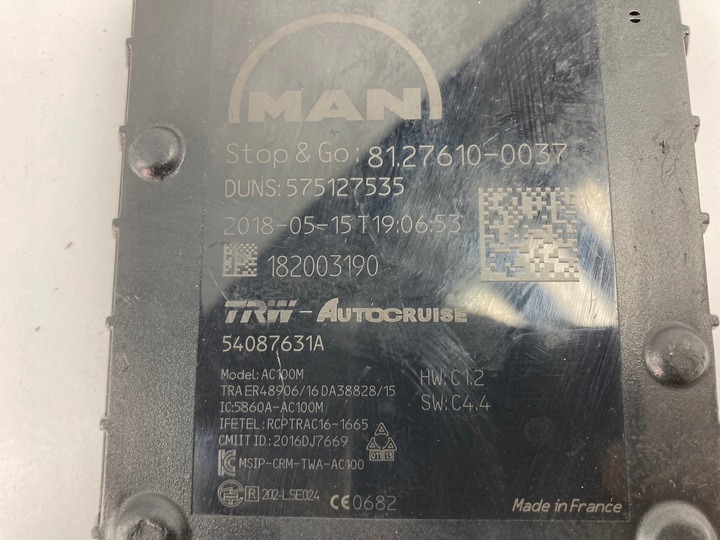 MAN
Stop & Go: 81.27610-0037
DUNS: 575127535
2018-05-15T19:06:53
182003190
TRW-AUTOCRUISE
54087631A
Model: AC100M
TRA ER48906/16 DA38828/15
HW: C1.2
IC:5860A-AC100M
SW: C4.4
IFETEL: RCPTRAC16-1665
CMIIT ID: 2016DJ7669
MSIP-CRM-TWA-AC100
R 202-LSE024
CE0682
Made in France